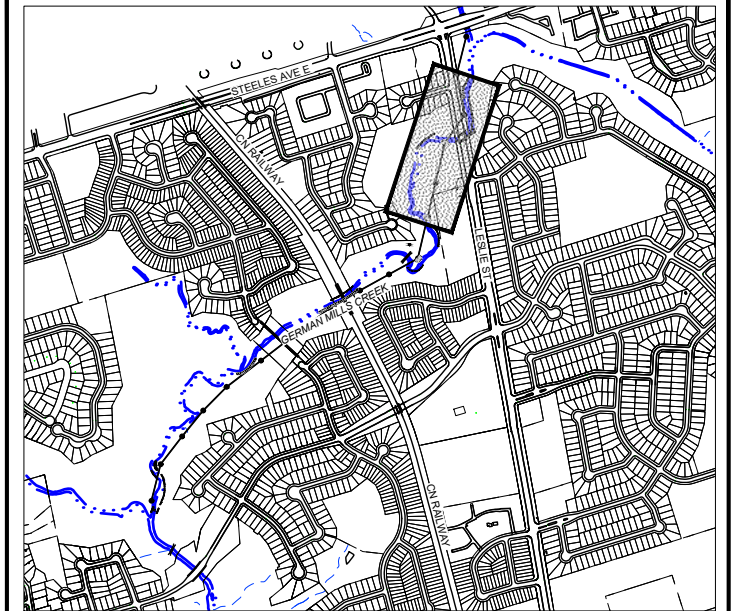 STEELES AVE E
CN RAILWAY
LESLIE ST
GERMAN MILLS CREEK
CN RAILWAY